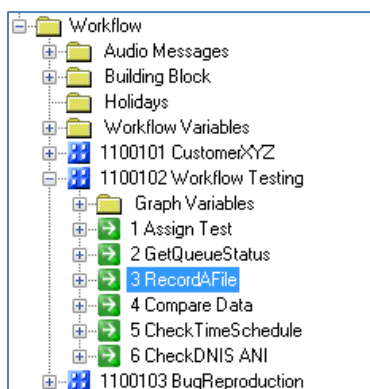 Workflow
Audio Messages
Building Block
Holidays
Workflow Variables
1100101 CustomerXYZ
1100102 Workflow Testing
Graph Variables
1 Assign Test
2 GetQueueStatus
3 RecordAFile
4 Compare Data
5 CheckTimeSchedule
6 CheckDNIS ANI
1100103 BugReproduction